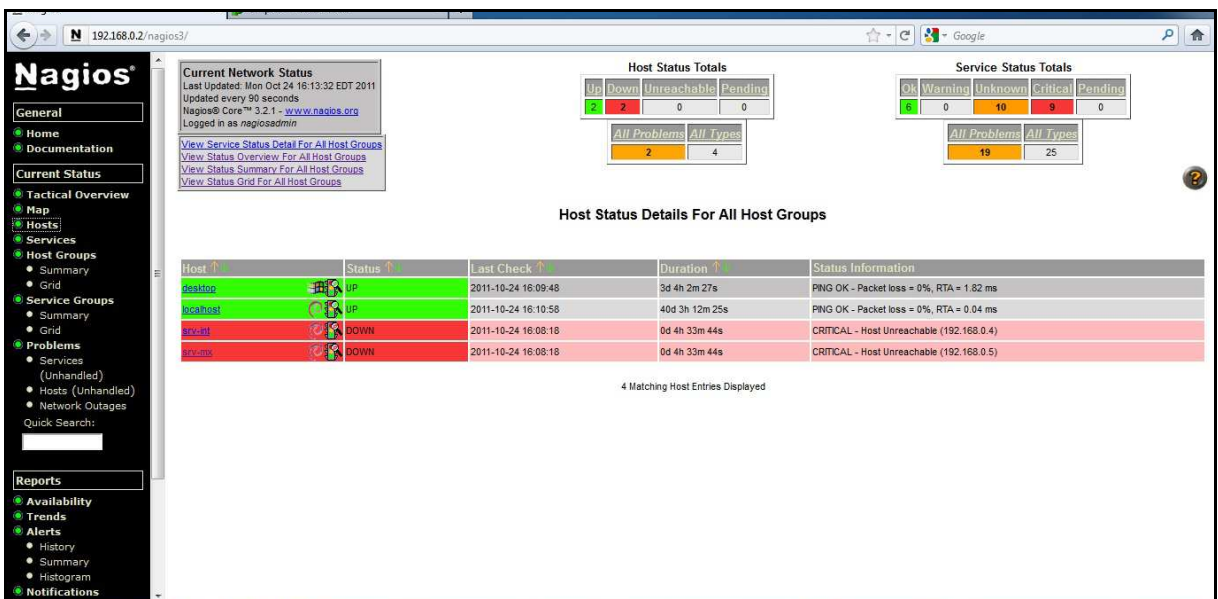 192.168.0.2/nagios3/
Google
Nagios®
General
Home
Documentation
Current Status
Tactical Overview
Map
Hosts
Services
Host Groups
Summary
Grid
Service Groups
Summary
Grid
Problems
Services
(Unhandled)
Hosts (Unhandled)
Network Outages
Quick Search:
Reports
Availability
Trends
Alerts
History
Summary
Histogram
Notifications
Current Network Status
Last Updated: Mon Oct 24 16:13:32 EDT 2011
Updated every 90 seconds
Nagios® Core™ 3.2.1 - www.nagios.org
Logged in as nagiosadmin
View Service Status Detail For All Host Groups
View Status Overview For All Host Groups
View Status Summary For All Host Groups
View Status Grid For All Host Groups
Host Status Totals
Up Down Unreachable Pending
2 2 0 0
All Problems All Types
2 4
Service Status Totals
Ok Warning Unknown Critical Pending
6 0 10 9 0
All Problems All Types
19 25
Host Status Details For All Host Groups
Host Status Last Check Duration Status Information
desktop UP 2011-10-24 16:09:48 3d 4h 2m 27s PING OK - Packet loss = 0%, RTA = 1.82 ms
localhost UP 2011-10-24 16:10:58 40d 3h 12m 25s PING OK - Packet loss = 0%, RTA = 0.04 ms
srv-int DOWN 2011-10-24 16:08:18 0d 4h 33m 44s CRITICAL - Host Unreachable (192.168.0.4)
srv-mx DOWN 2011-10-24 16:08:18 0d 4h 33m 44s CRITICAL - Host Unreachable (192.168.0.5)
4 Matching Host Entries Displayed